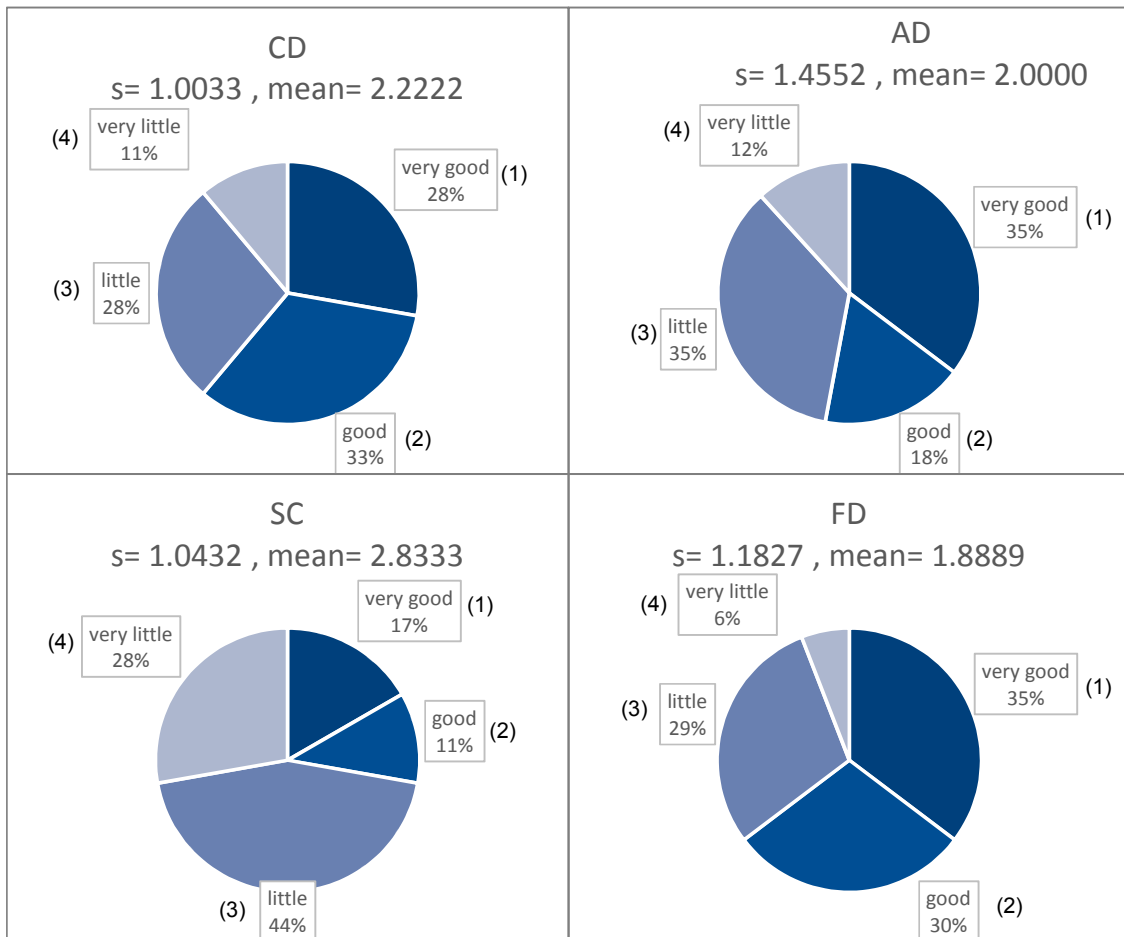 CD
s= 1.0033 , mean= 2.2222
(4)
very little
11%
very good
28%
(1)
(3)
little
28%
good
33%
(2)
AD
s= 1.4552 , mean= 2.0000
(4)
very little
12%
very good
35%
(1)
(3)
little
35%
good
18%
(2)
SC
s= 1.0432 , mean= 2.8333
(4)
very little
28%
very good
17%
(1)
good
11%
(2)
(3)
little
44%
FD
s= 1.1827 , mean= 1.8889
(4)
very little
6%
very good
35%
(1)
(3)
little
29%
good
30%
(2)